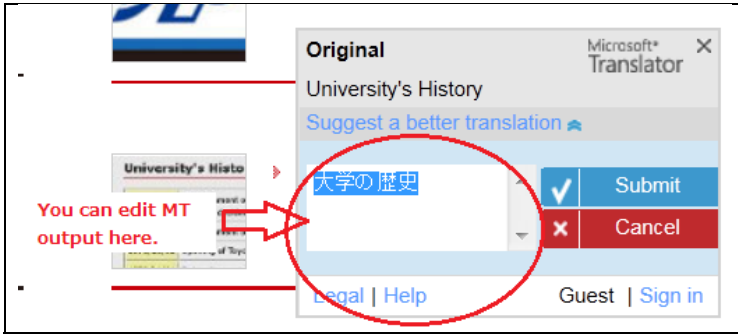 Original
Microsoft®
Translator
University's History
Suggest a better translation
University's Histo
大学の歴史
Submit
You can edit MT
output here.
Cancel
Legal | Help
Guest | Sign in